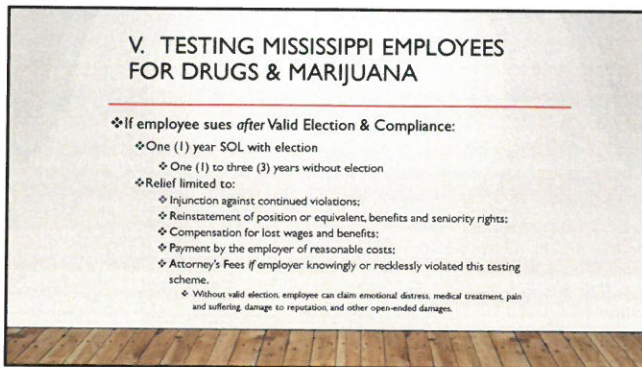 V. TESTING MISSISSIPPI EMPLOYEES
FOR DRUGS & MARIJUANA
❖If employee sues after Valid Election & Compliance:
❖One (1) year SOL with election
❖One (1) to three (3) years without election
❖Relief limited to:
❖Injunction against continued violations;
❖Reinstatement of position or equivalent, benefits and seniority rights;
❖Compensation for lost wages and benefits;
❖Payment by the employer of reasonable costs;
❖Attorney's Fees if employer knowingly or recklessly violated this testing
scheme.
❖Without valid election, employee can claim emotional distress, medical treatment, pain
and suffering, damage to reputation, and other open-ended damages.